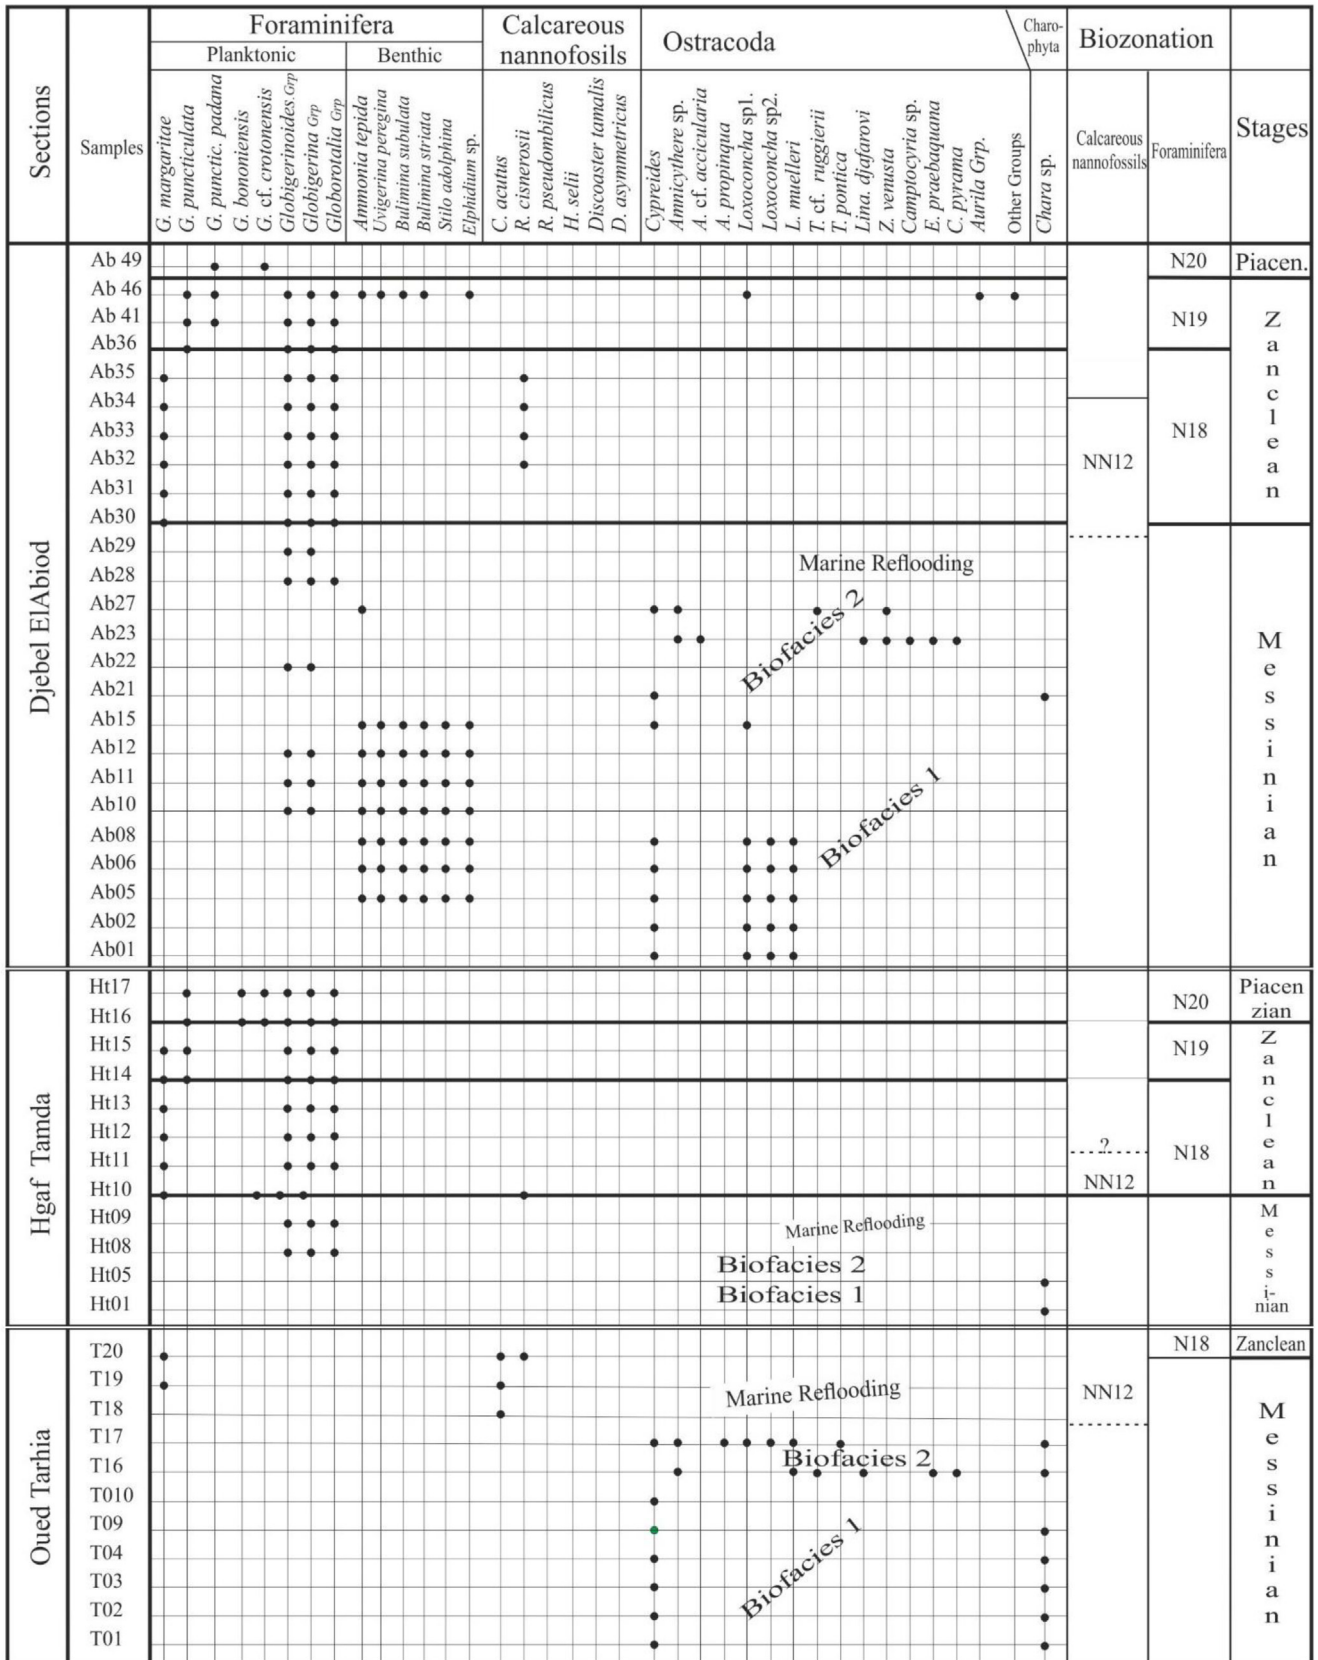 Sections
Samples
Foraminifera
Planktonic
Benthic
Calcareous
nannofosils
Ostracoda
Charo-
phyta
Biozonation
Calcareous
nannofossils
Foraminifera
Stages
G. margaritae
G. puncticulata
G. punctic. padana
G. bononiensis
G. cf. crotonensis
Globigerinoides. Grp
Globigerina Grp
Globorotalia Grp
Ammonia tepida
Uvigerina peregina
Bulimina subulata
Bulimina striata
Stilo adolphina
Elphidium sp.
C. acutus
R. cisnerosii
R. pseudombilicus
H. selii
Discoaster tamalis
D. asymmetricus
Cypreides
Amnicythere sp.
A. cf. accicularia
A. propinqua
Loxoconcha sp1.
Loxoconcha sp2.
L. muelleri
T. cf. ruggierii
T. pontica
Lina. djafarovi
Z. venusta
Camptocyria sp.
E. praebaquana
C. pyrama
Aurila Grp.
Other Groups
Chara sp.
Djebel ElAbiod
Ab 49
Ab 46
Ab 41
Ab36
Ab35
Ab34
Ab33
Ab32
Ab31
Ab30
Ab29
Ab28
Ab27
Ab23
Ab22
Ab21
Ab15
Ab12
Ab11
Ab10
Ab08
Ab06
Ab05
Ab02
Ab01
Marine Reflooding
Biofacies 2
Biofacies 1
NN12
N20
N19
N18
Piacen.
Zanclean
Messinian
Hgaf Tamda
Ht17
Ht16
Ht15
Ht14
Ht13
Ht12
Ht11
Ht10
Ht09
Ht08
Ht05
Ht01
Marine Reflooding
Biofacies 2
Biofacies 1
?
NN12
N20
N19
N18
Piacen
zian
Zanclean
Messi-
nian
Oued Tarhia
T20
T19
T18
T17
T16
T010
T09
T04
T03
T02
T01
Marine Reflooding
Biofacies 2
Biofacies 1
NN12
N18
Zanclean
Messinian